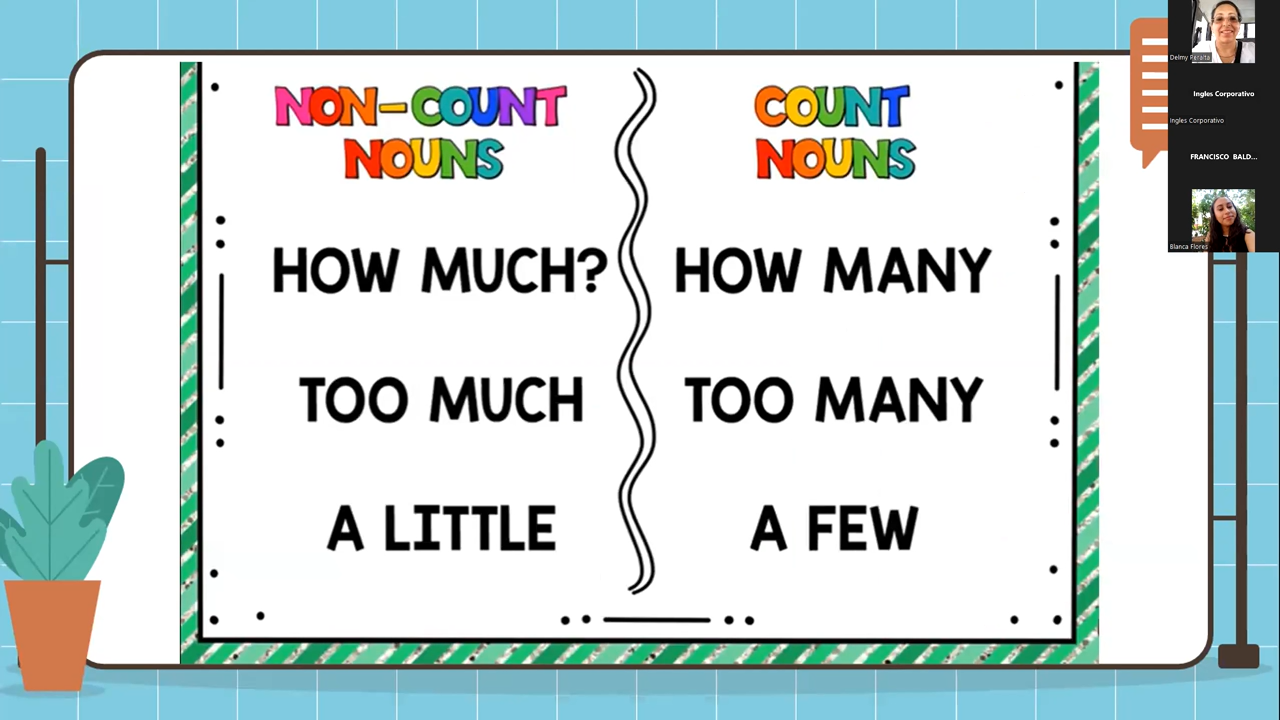 NON-COUNT
NOUNS
HOW MUCH?
TOO MUCH
A LITTLE
COUNT
NOUNS
HOW MANY
TOO MANY
A FEW
Delmy Peralta
Ingles Corporativo
Ingles Corporativo
FRANCISCO BALD...
Blanca Flores